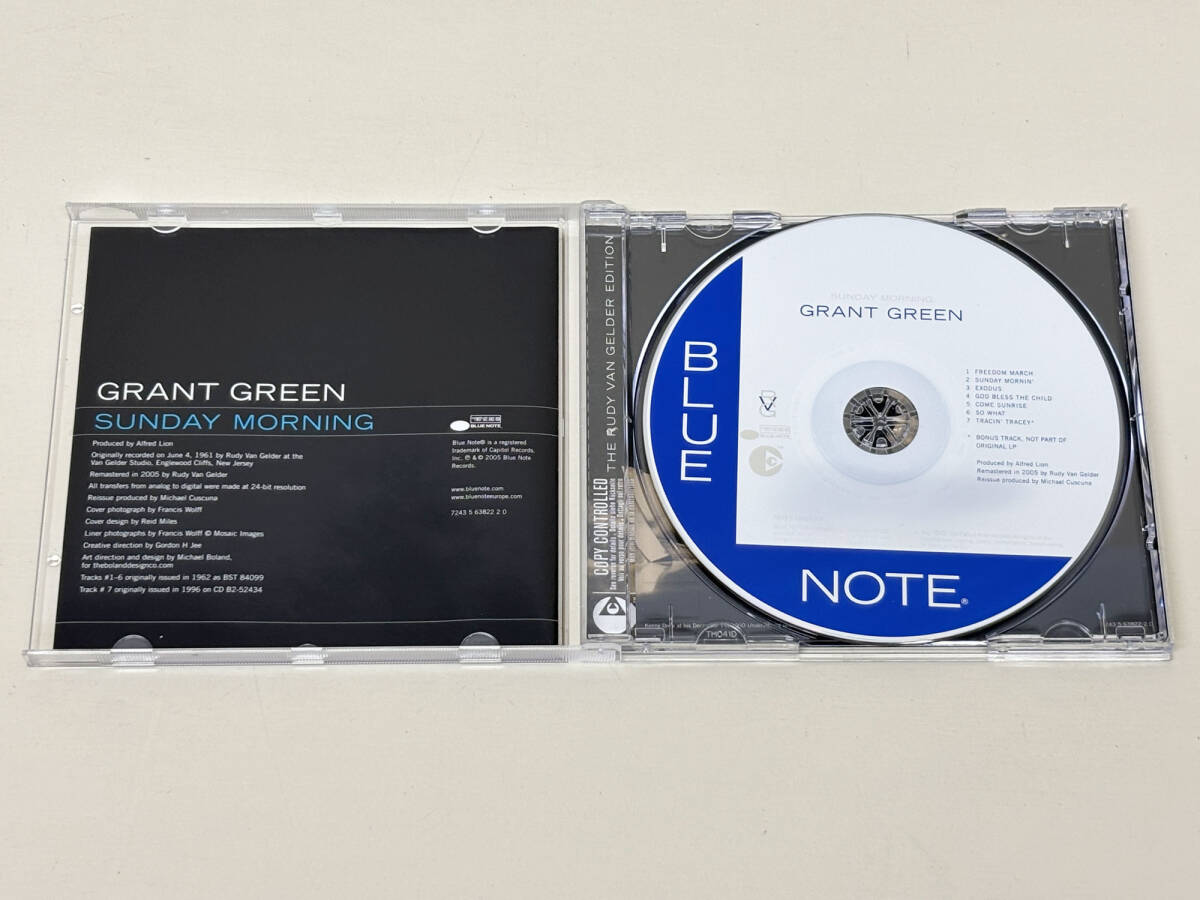 GRANT GREEN
SUNDAY MORNING
Produced by Alfred Lion
Originally recorded on June 4, 1961 by Rudy Van Gelder at the
Van Gelder Studio, Englewood Cliffs, New Jersey
Remastered in 2005 by Rudy Van Gelder
All transfers from analog to digital were made at 24-bit resolution
Reissue produced by Michael Cuscuna
Cover photograph by Francis Wolff
Cover design by Reid Miles
Liner photographs by Francis Wolff © Mosaic Images
Creative direction by Gordon H Jee
Art direction and design by Michael Boland,
for thebolanddesignco.com
Tracks #1-6 originally issued in 1962 as BST 84099
Track # 7 originally issued in 1996 on CD B2-52434
BLUE NOTE
Blue Note® is a registered
trademark of Capitol Records,
Inc. ℗ & © 2005 Blue Note
Records.
www.bluenote.com
www.bluenoteeurope.com
7243 5 63822 2 0
THE RUDY VAN GELDER EDITION
COPY CONTROLLED
BLUE
NOTE®
SUNDAY MORNING
GRANT GREEN
1 FREEDOM MARCH
2 SUNDAY MORNIN'
3 EXODUS
4 GOD BLESS THE CHILD
5 COME SUNRISE
6 SO WHAT
7 TRACIN' TRACEY*
* BONUS TRACK, NOT PART OF
ORIGINAL LP
Produced by Alfred Lion
Remastered in 2005 by Rudy Van Gelder
Reissue produced by Michael Cuscuna
TM041D
243 5 63822 2 0